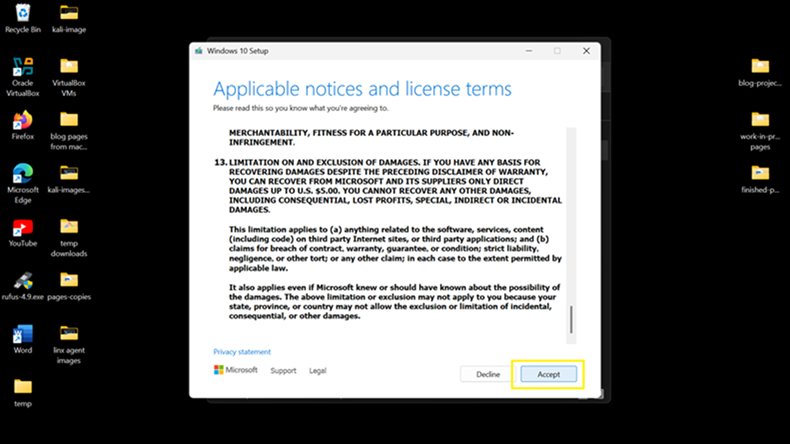 Recycle Bin
kali-image
Oracle
VirtualBox
VirtualBox
VMs
Firefox
blog pages
from mac...
Microsoft
Edge
kali-images...
YouTube
temp
downloads
rufus-4.9.exe
pages-copies
Word
linx agent
images
temp
Windows 10 Setup
Applicable notices and license terms
Please read this so you know what you're agreeing to.
MERCHANTABILITY, FITNESS FOR A PARTICULAR PURPOSE, AND NON-
INFRINGEMENT.
13. LIMITATION ON AND EXCLUSION OF DAMAGES. IF YOU HAVE ANY BASIS FOR
RECOVERING DAMAGES DESPITE THE PRECEDING DISCLAIMER OF WARRANTY,
YOU CAN RECOVER FROM MICROSOFT AND ITS SUPPLIERS ONLY DIRECT
DAMAGES UP TO U.S. $5.00. YOU CANNOT RECOVER ANY OTHER DAMAGES,
INCLUDING CONSEQUENTIAL, LOST PROFITS, SPECIAL, INDIRECT OR INCIDENTAL
DAMAGES.
This limitation applies to (a) anything related to the software, services, content
(including code) on third party Internet sites, or third party applications; and (b)
claims for breach of contract, warranty, guarantee, or condition; strict liability,
negligence, or other tort; or any other claim; in each case to the extent permitted by
applicable law.
It also applies even if Microsoft knew or should have known about the possibility of
the damages. The above limitation or exclusion may not apply to you because your
state, province, or country may not allow the exclusion or limitation of incidental,
consequential, or other damages.
Privacy statement
Microsoft
Support
Legal
Decline
Accept
blog-projec...
work-in-pr...
pages
finished-p...